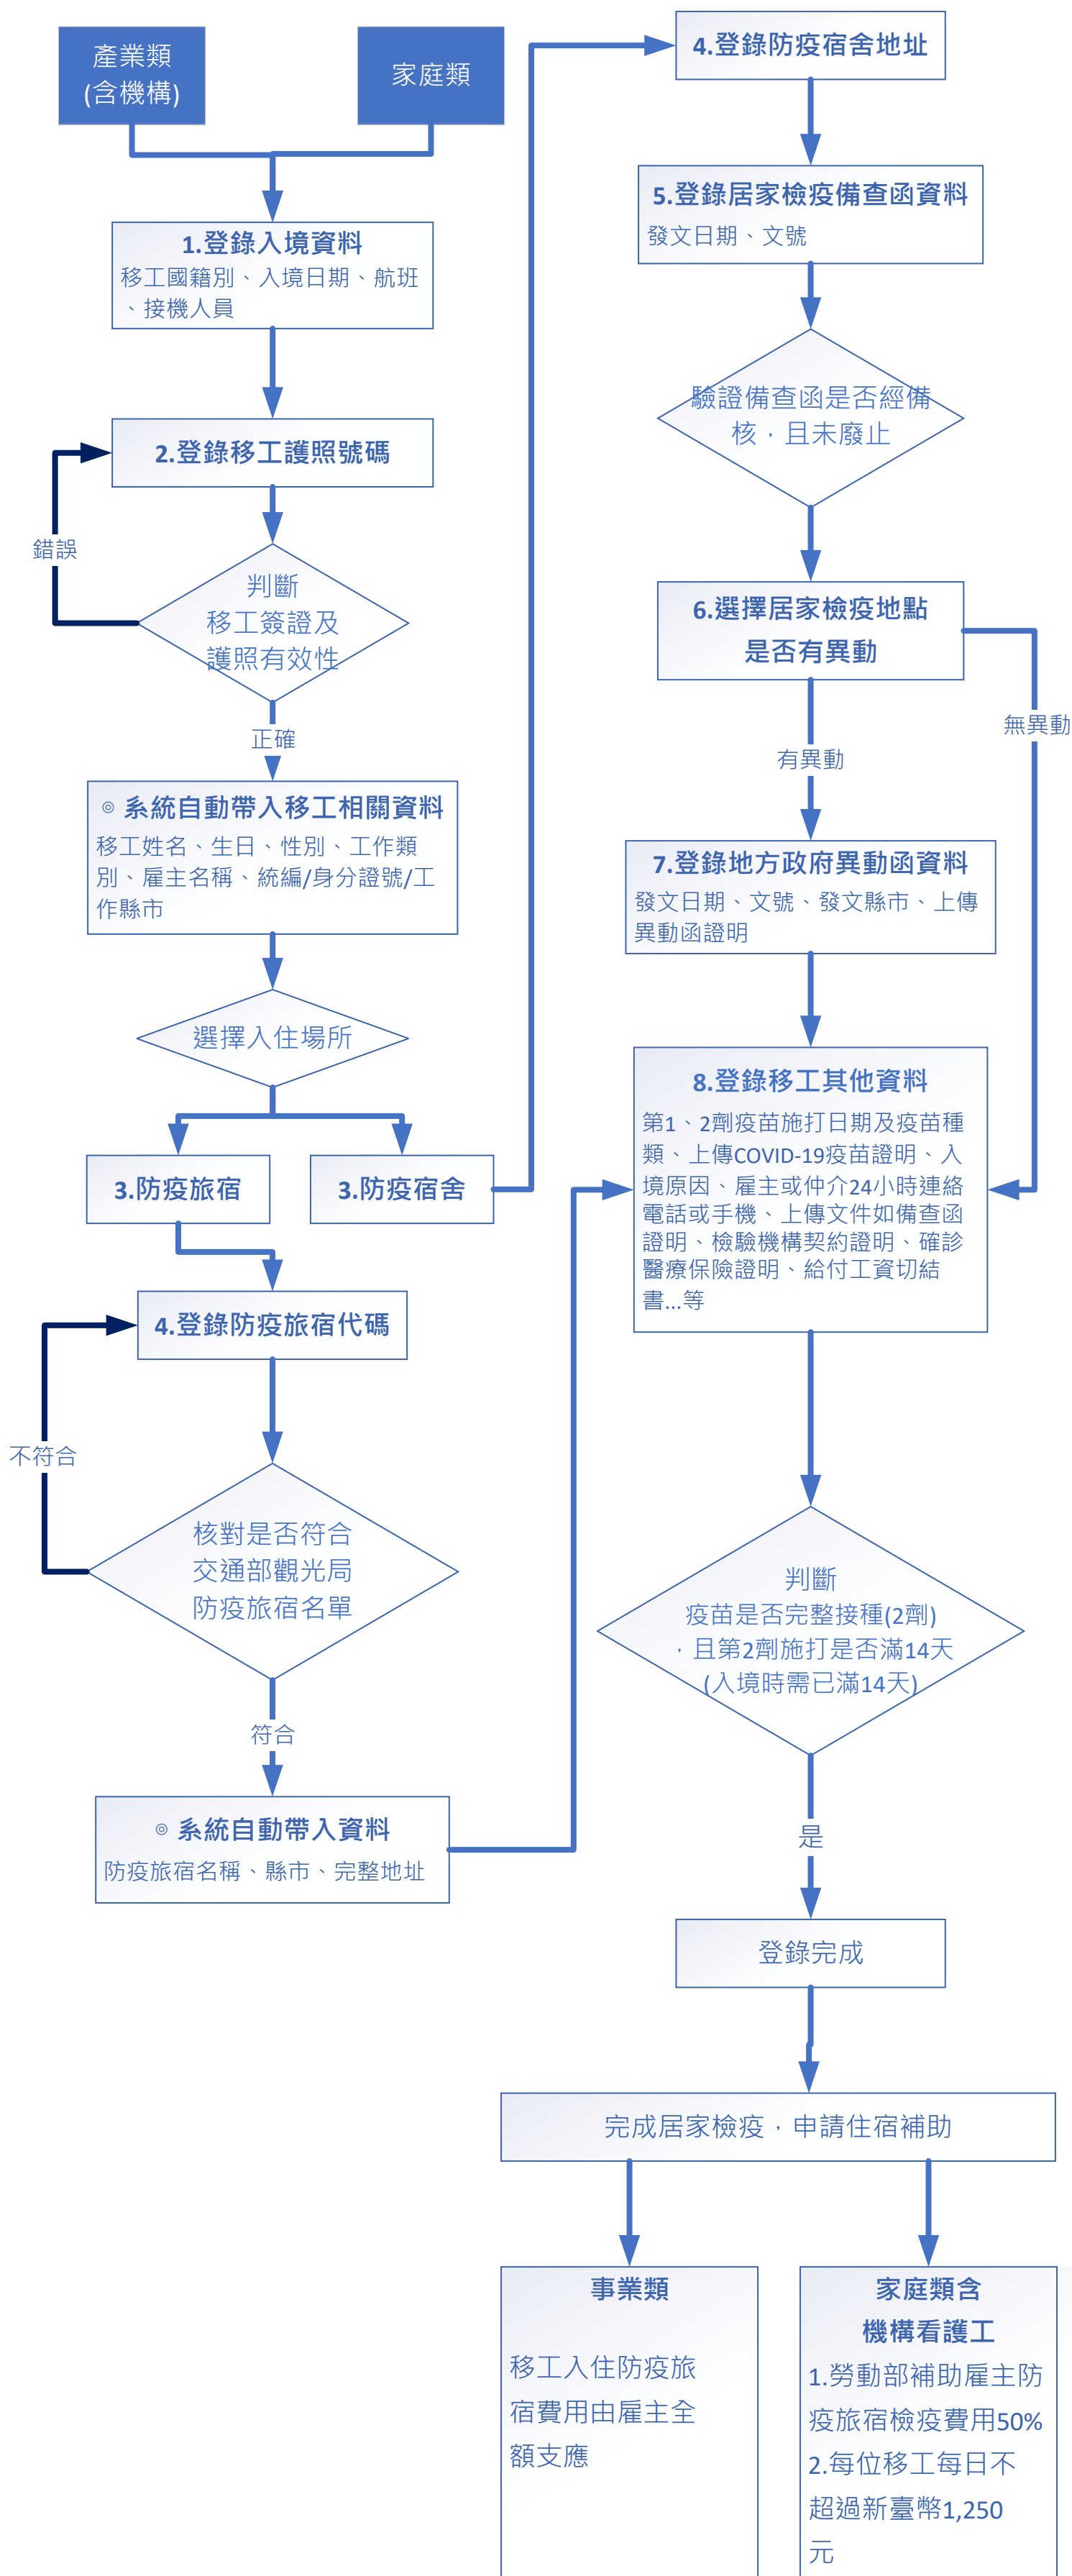 產業類
(含機構)
家庭類
1.登錄入境資料
移工國籍別、入境日期、航班
、接機人員
2.登錄移工護照號碼
錯誤
判斷
移工簽證及
護照有效性
正確
◎ 系統自動帶入移工相關資料
移工姓名、生日、性別、工作類
別、雇主名稱、統編/身分證號/工
作縣市
選擇入住場所
3.防疫旅宿
3.防疫宿舍
4.登錄防疫旅宿代碼
不符合
核對是否符合
交通部觀光局
防疫旅宿名單
符合
◎ 系統自動帶入資料
防疫旅宿名稱、縣市、完整地址
4.登錄防疫宿舍地址
5.登錄居家檢疫備查函資料
發文日期、文號
驗證備查函是否經備
核，且未廢止
6.選擇居家檢疫地點
是否有異動
無異動
有異動
7.登錄地方政府異動函資料
發文日期、文號、發文縣市、上傳
異動函證明
8.登錄移工其他資料
第1、2劑疫苗施打日期及疫苗種
類、上傳COVID-19疫苗證明、入
境原因、雇主或仲介24小時連絡
電話或手機、上傳文件如備查函
證明、檢驗機構契約證明、確診
醫療保險證明、給付工資切結
書...等
判斷
疫苗是否完整接種(2劑)
，且第2劑施打是否滿14天
(入境時需已滿14天)
是
登錄完成
完成居家檢疫，申請住宿補助
事業類
移工入住防疫旅
宿費用由雇主全
額支應
家庭類含
機構看護工
1.勞動部補助雇主防
疫旅宿檢疫費用50%
2.每位移工每日不
超過新臺幣1,250
元